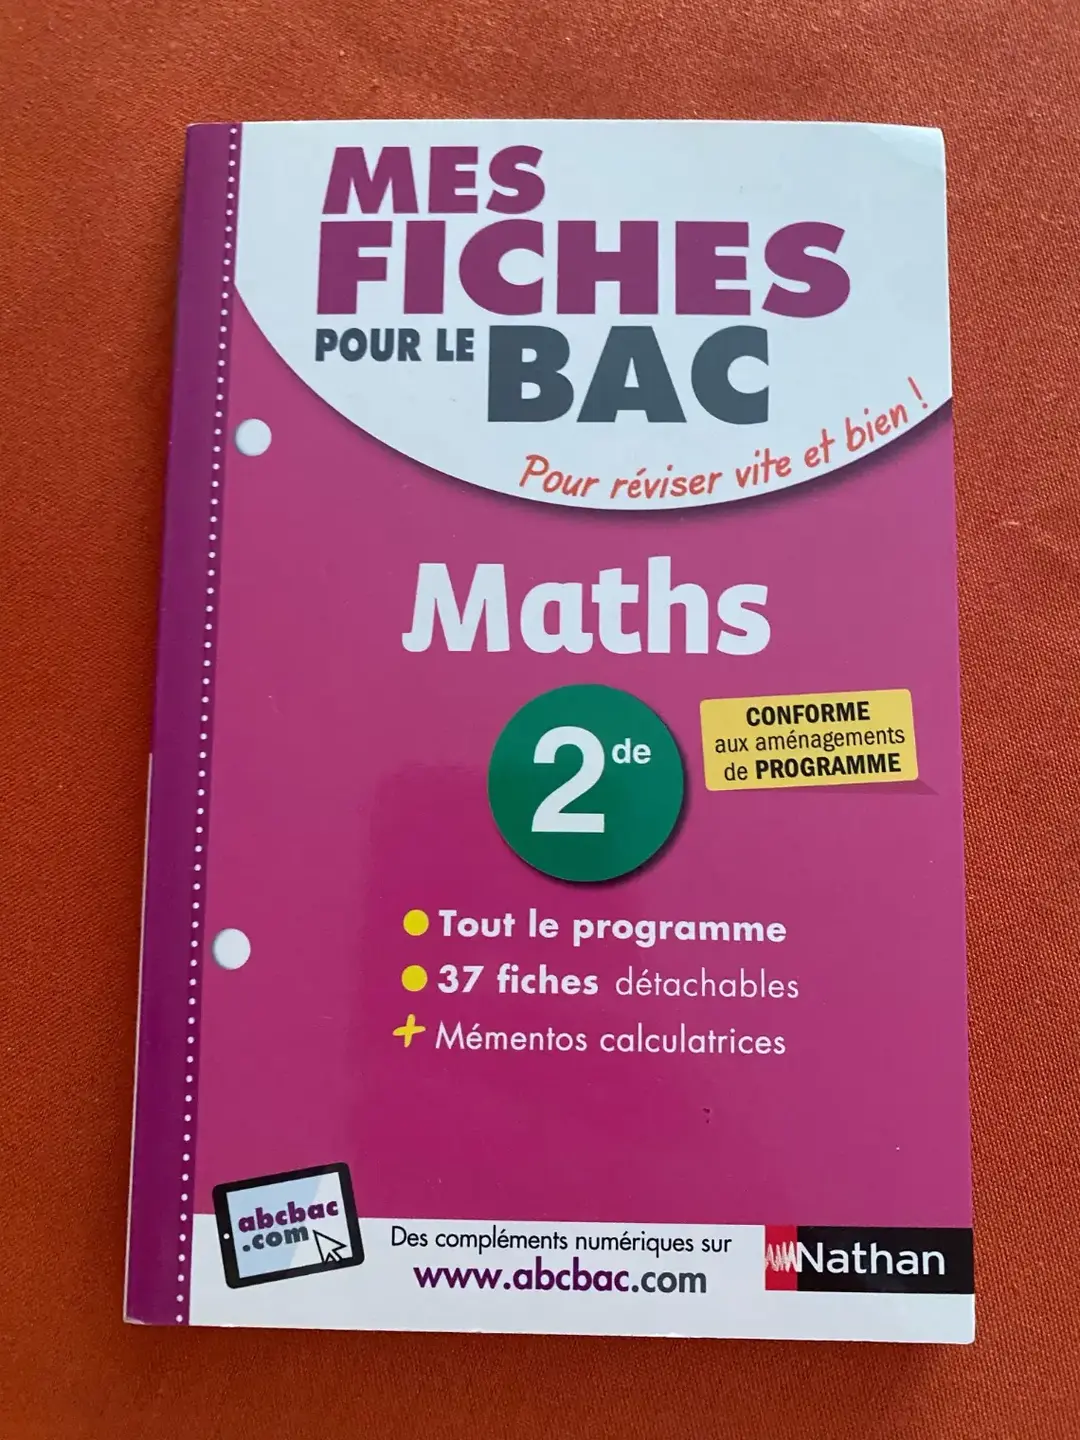 MES
FICHES
POUR LE BAC
Pour réviser vite et bien !
Maths
2de
CONFORME
aux aménagements
de PROGRAMME
Tout le programme
37 fiches détachables
+ Mémentos calculatrices
abcbac
.com
Des compléments numériques sur
www.abcbac.com
Nathan